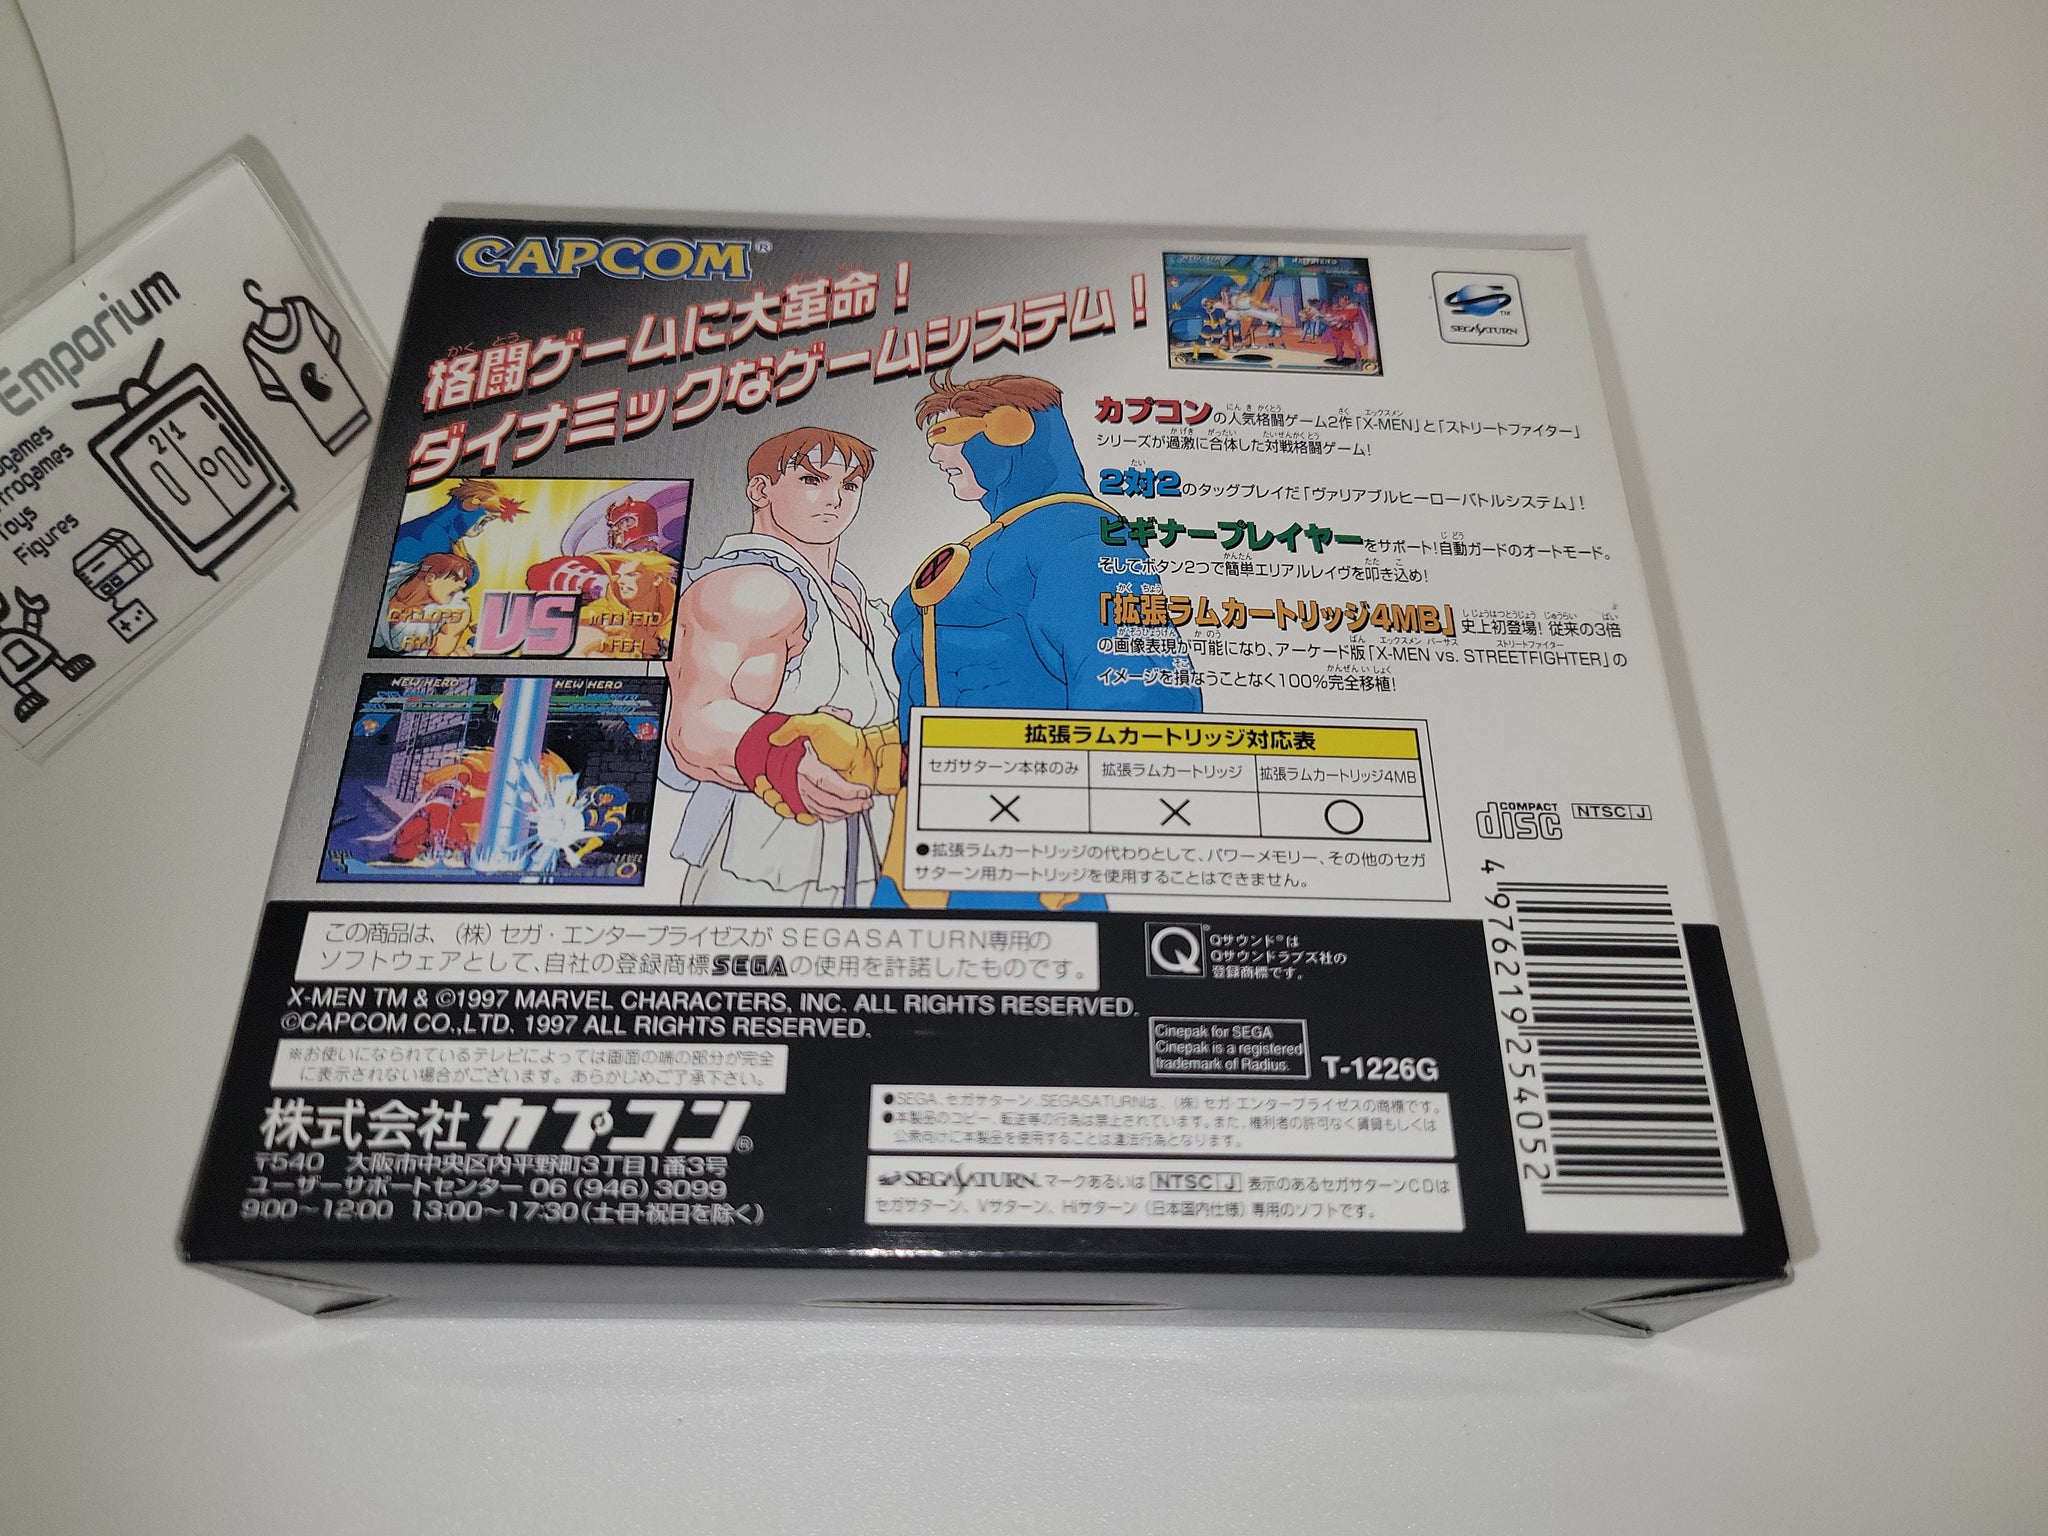 Emporium
Toys
Figures
CAPCOM®
格闘ゲームに大革命!
ダイナミックなゲームシステム!
SEGA SATURN™
カプコンの人気格闘ゲーム2作「X-MEN」と「ストリートファイター」
シリーズが過激に合体した対戦格闘ゲーム!
2対2のタッグプレイだ「ヴァリアブルヒーローバトルシステム」!
ビギナープレイヤーをサポート!自動ガードのオートモード。
そしてボタン2つで簡単エリアルレイヴを叩き込め!
「拡張ラムカートリッジ4MB」史上初登場!従来の3倍
の画像表現が可能になり、アーケード版「X-MEN vs. STREETFIGHTER」の
イメージを損なうことなく100%完全移植!
CYCLOPS
RYU
VS
MAGNETO
NEW HERO
NEW HERO
拡張ラムカートリッジ対応表
セガサターン本体のみ 拡張ラムカートリッジ 拡張ラムカートリッジ4MB
× × ○
●拡張ラムカートリッジの代わりとして、パワーメモリー、その他のセガ
サターン用カートリッジを使用することはできません。
COMPACT
disc
NTSC J
この商品は、(株)セガ・エンタープライゼスがSEGASATURN専用の
ソフトウェアとして、自社の登録商標SEGAの使用を許諾したものです。
Qサウンド®は
Qサウンドラブズ社の
登録商標です。
X-MEN TM & ©1997 MARVEL CHARACTERS, INC. ALL RIGHTS RESERVED.
©CAPCOM CO.,LTD. 1997 ALL RIGHTS RESERVED.
Cinepak for SEGA
Cinepak is a registered
trademark of Radius.
T-1226G
※お使いになられているテレビによっては画面の端の部分が完全
に表示されない場合がございます。あらかじめご了承下さい。
株式会社カプコン®
〒540 大阪市中央区内平野町3丁目1番3号
ユーザーサポートセンター 06(946)3099
9:00〜12:00 13:00〜17:30(土日・祝日を除く)
●SEGA、セガサターン、SEGASATURNは、(株)セガ・エンタープライゼスの商標です。
●本製品のコピー、転送等の行為は禁止されています。また、権利者の許可なく賃貸もしくは
公衆向けに本製品を使用することは違法行為となります。
SEGASATURN.マークあるいは NTSC J 表示のあるセガサターンCDは
セガサターン、Vサターン、Hiサターン(日本国内仕様)専用のソフトです。
4976219254052